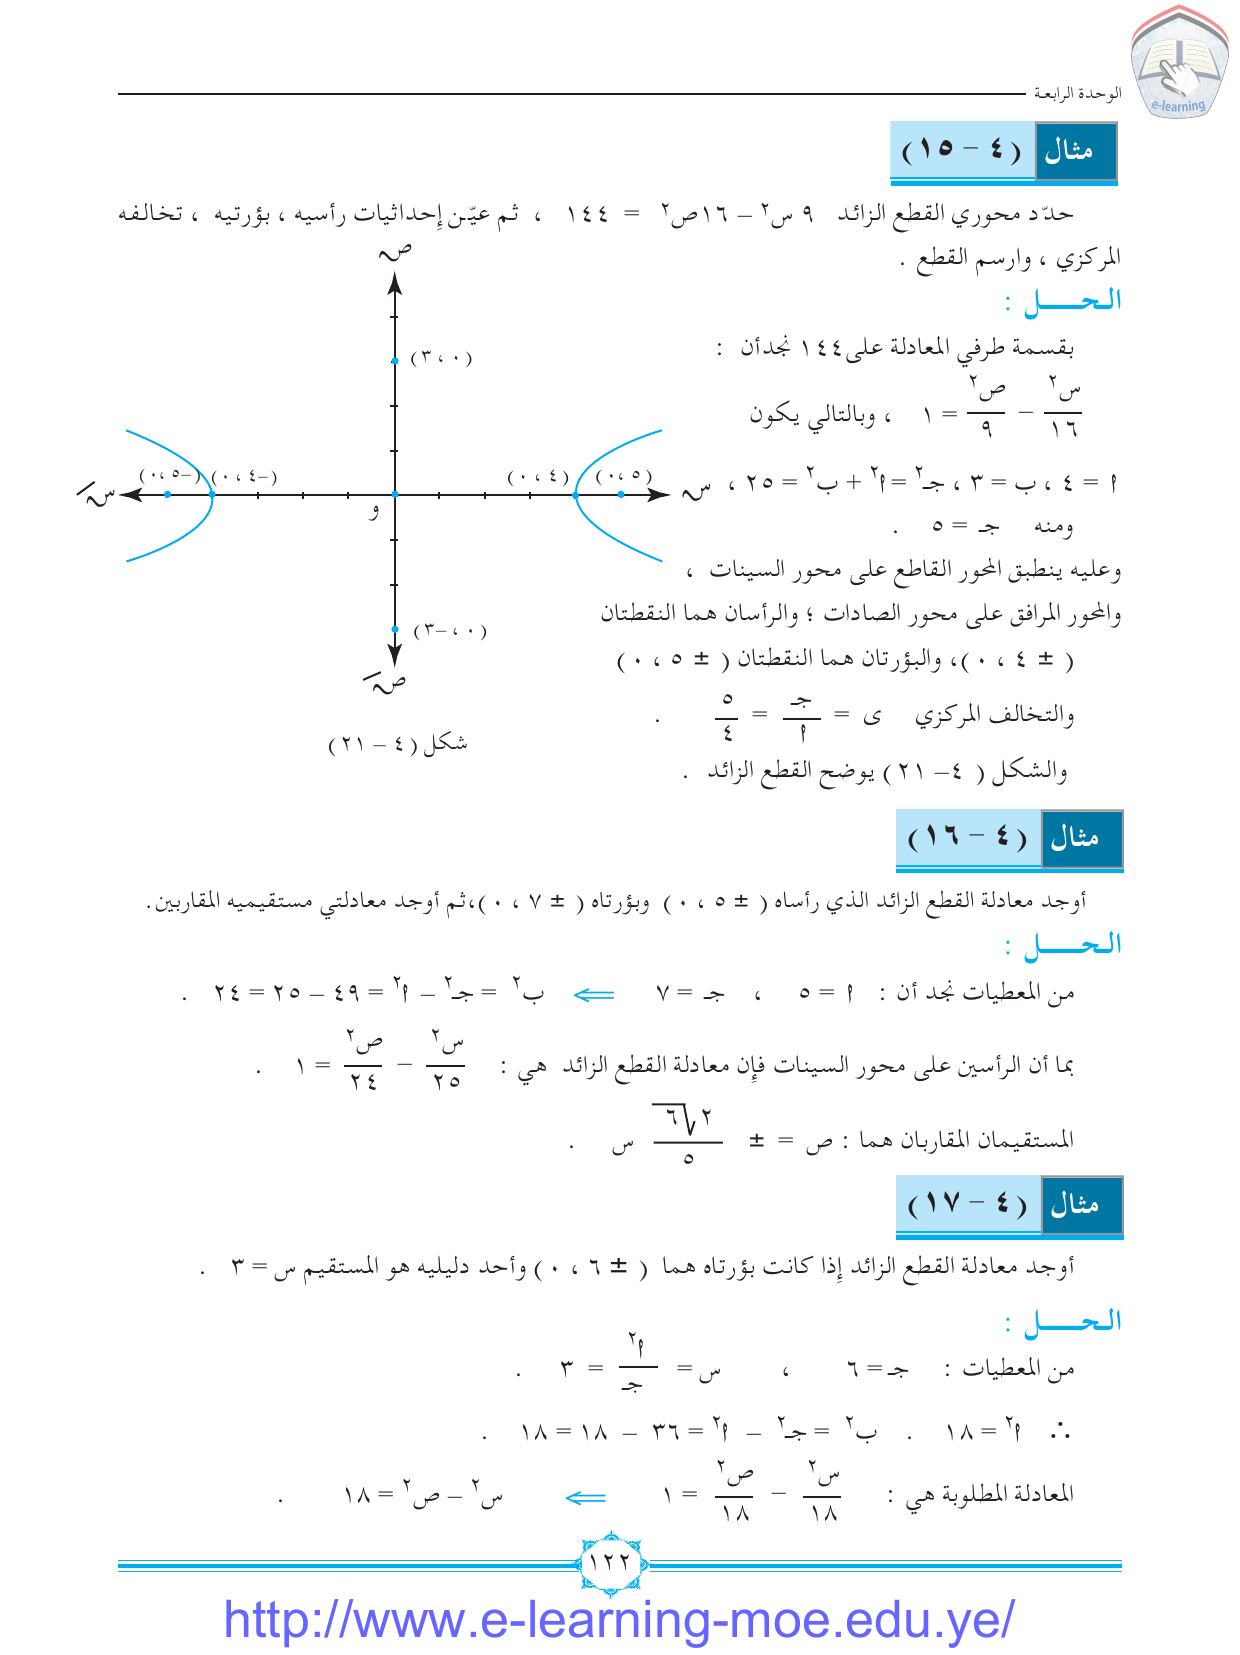 e-learning
الوحدة الرابعة
مثال (٤ – ١٥)
حدّد محوري القطع الزائد ٩ س٢ – ١٦ص٢ = ١٤٤ ، ثم عيّن إحداثيات رأسيه ، بؤرتيه ، تخالفه
المركزي ، وارسم القطع .
الحـــــل :
بقسمة طرفي المعادلة على ١٤٤ نجدأن :
س٢/١٦ – ص٢/٩ = ١ ، وبالتالي يكون
ا = ٤ ، ب = ٣ ، جـ٢ = ا٢ + ب٢ = ٢٥ ،
ومنه جـ = ٥ .
وعليه ينطبق المحور القاطع على محور السينات ،
والمحور المرافق على محور الصادات ؛ والرأسان هما النقطتان
( ± ٤ ، ٠ )، والبؤرتان هما النقطتان ( ± ٥ ، ٠ )
والتخالف المركزي ى = جـ/ا = ٥/٤ .
والشكل ( ٤– ٢١ ) يوضح القطع الزائد .
ص
( ٠ ، ٣ )
( ٥ ، ٠ ) ( ٤ ، ٠ ) ( –٤ ، ٠ ) ( –٥ ، ٠ )
س و سَ
( ٠ ، –٣ )
صَ
شكل ( ٤ – ٢١ )
مثال (٤ – ١٦)
أوجد معادلة القطع الزائد الذي رأساه ( ± ٥ ، ٠ ) وبؤرتاه ( ± ٧ ، ٠ )،ثم أوجد معادلتي مستقيميه المقاربين.
الحـــــل :
من المعطيات نجد أن : ا = ٥ ، جـ = ٧ ⇐ ب٢ = جـ٢ – ا٢ = ٤٩ – ٢٥ = ٢٤ .
بما أن الرأسين على محور السينات فإن معادلة القطع الزائد هي : س٢/٢٥ – ص٢/٢٤ = ١ .
المستقيمان المقاربان هما : ص = ± ٢√٦/٥ س .
مثال (٤ – ١٧)
أوجد معادلة القطع الزائد إذا كانت بؤرتاه هما ( ± ٦ ، ٠ ) وأحد دليليه هو المستقيم س = ٣ .
الحـــــل :
من المعطيات : جـ = ٦ ، س = ا٢/جـ = ٣ .
∴ ا٢ = ١٨ . ب٢ = جـ٢ – ا٢ = ٣٦ – ١٨ = ١٨ .
المعادلة المطلوبة هي : س٢/١٨ – ص٢/١٨ = ١ ⇐ س٢ – ص٢ = ١٨ .
١٢٢
http://www.e-learning-moe.edu.ye/